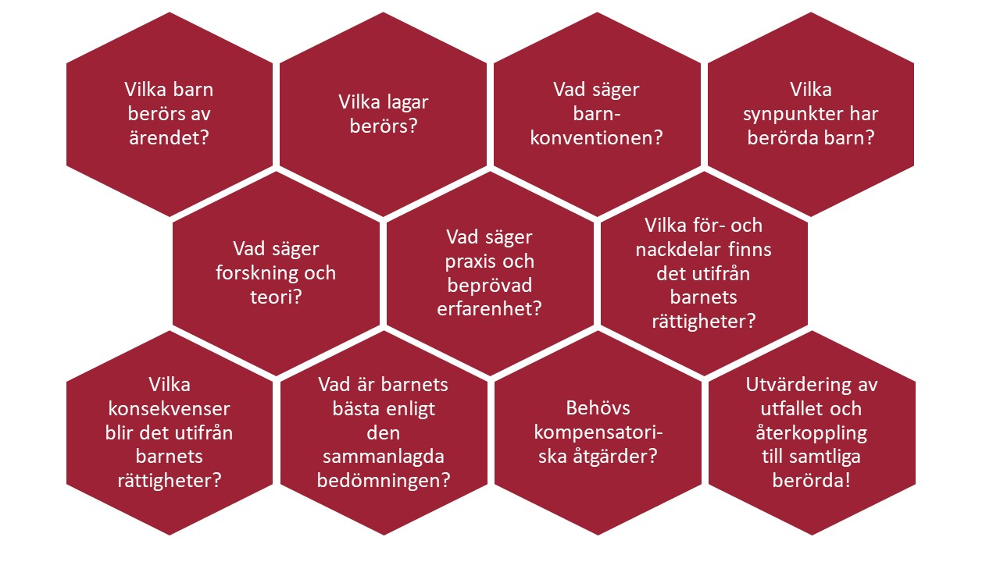 Vilka barn
berörs av
ärendet?
Vilka lagar
berörs?
Vad säger
barn-
konventionen?
Vilka
synpunkter har
berörda barn?
Vad säger
forskning och
teori?
Vad säger
praxis och
beprövad
erfarenhet?
Vilka för- och
nackdelar finns
det utifrån
barnets
rättigheter?
Vilka
konsekvenser
blir det utifrån
barnets
rättigheter?
Vad är barnets
bästa enligt
den
sammanlagda
bedömningen?
Behövs
kompensatori-
ska åtgärder?
Utvärdering av
utfallet och
återkoppling
till samtliga
berörda!